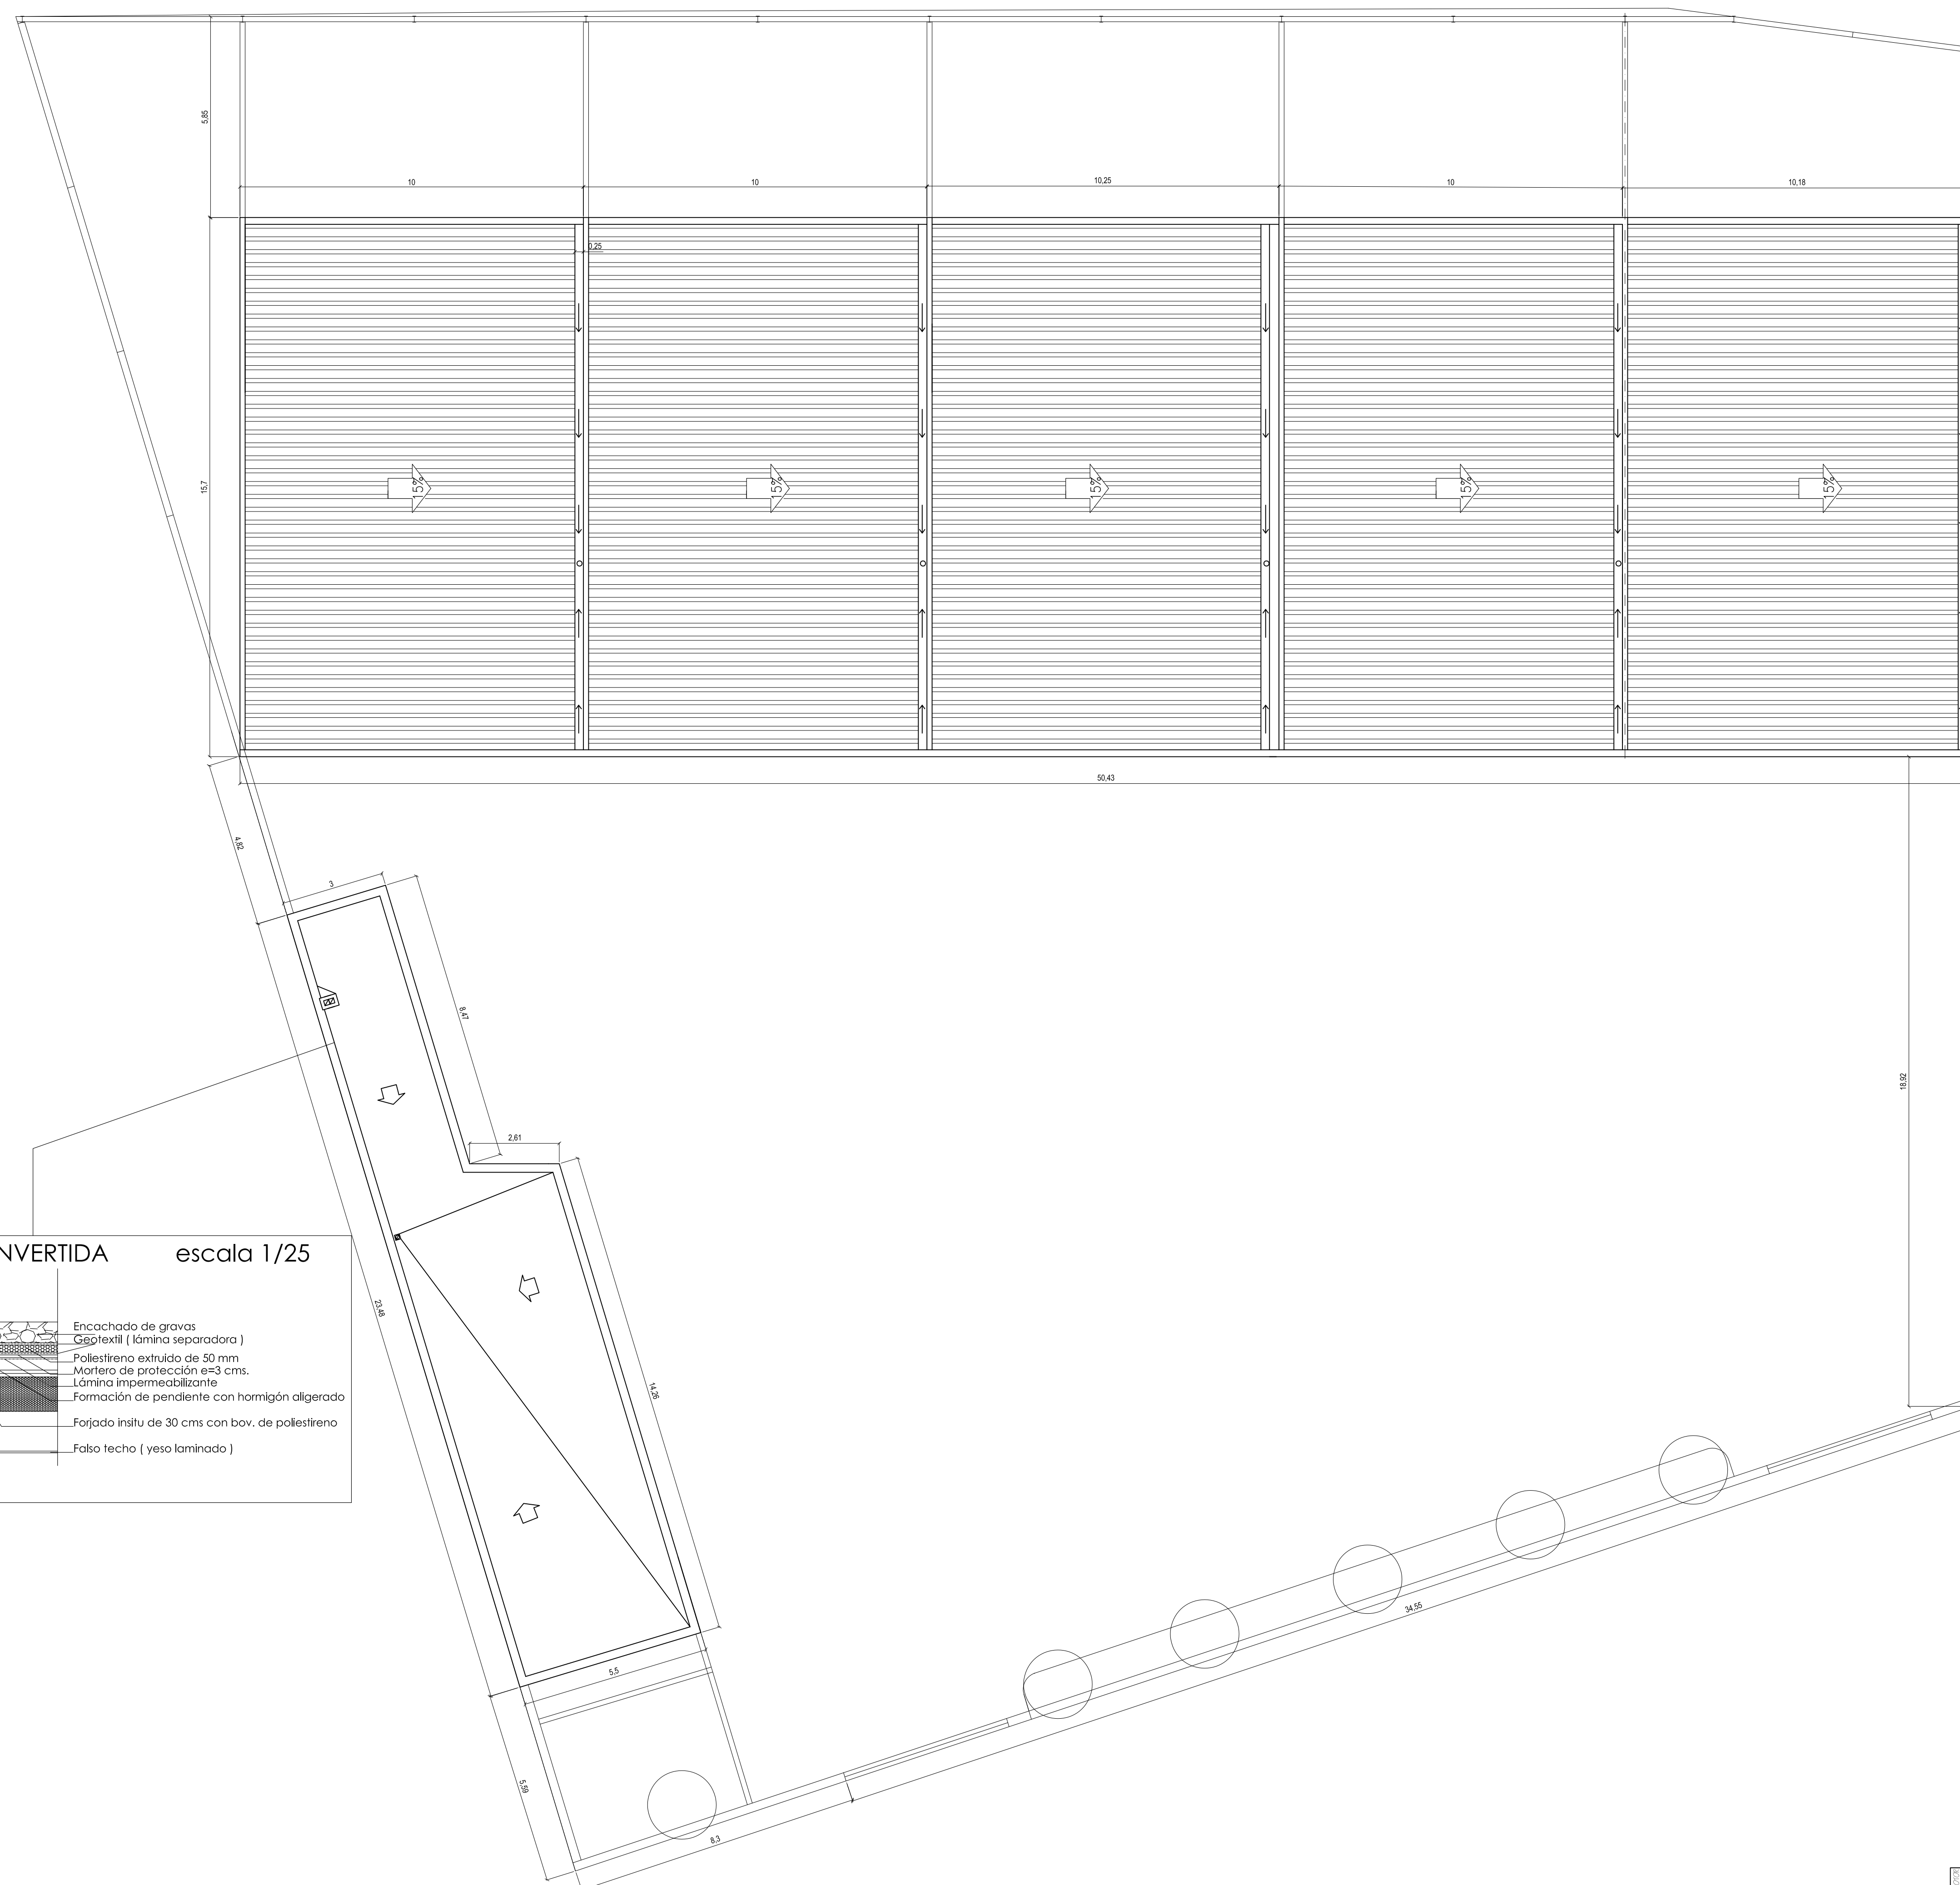 5,85
10
10
10,25
10
10,18
0,25
15,7
15%
15%
15%
15%
15%
50,43
4,82
3
8,47
18,92
2,61
NVERTIDA escala 1/25
Encachado de gravas
Geotextil ( lámina separadora )
Poliestireno extruido de 50 mm
Mortero de protección e=3 cms.
Lámina impermeabilizante
Formación de pendiente con hormigón aligerado
Forjado insitu de 30 cms con bov. de poliestireno
Falso techo ( yeso laminado )
23,48
14,26
34,55
5,5
5,59
8,3